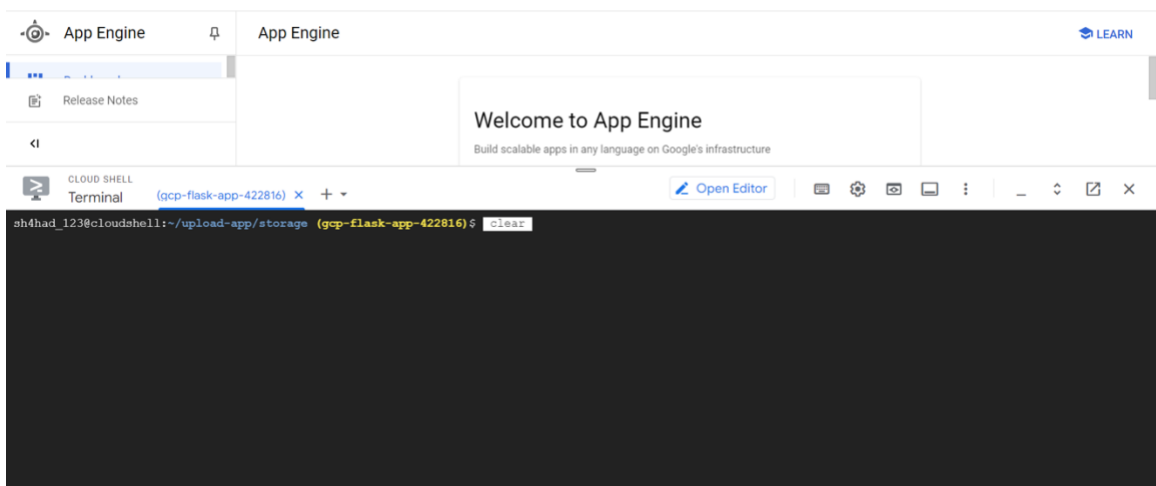 App Engine
App Engine
LEARN
Release Notes
Welcome to App Engine
Build scalable apps in any language on Google's infrastructure
CLOUD SHELL
Terminal
(gcp-flask-app-422816)
Open Editor
sh4had_123@cloudshell:~/upload-app/storage (gcp-flask-app-422816)$ clear